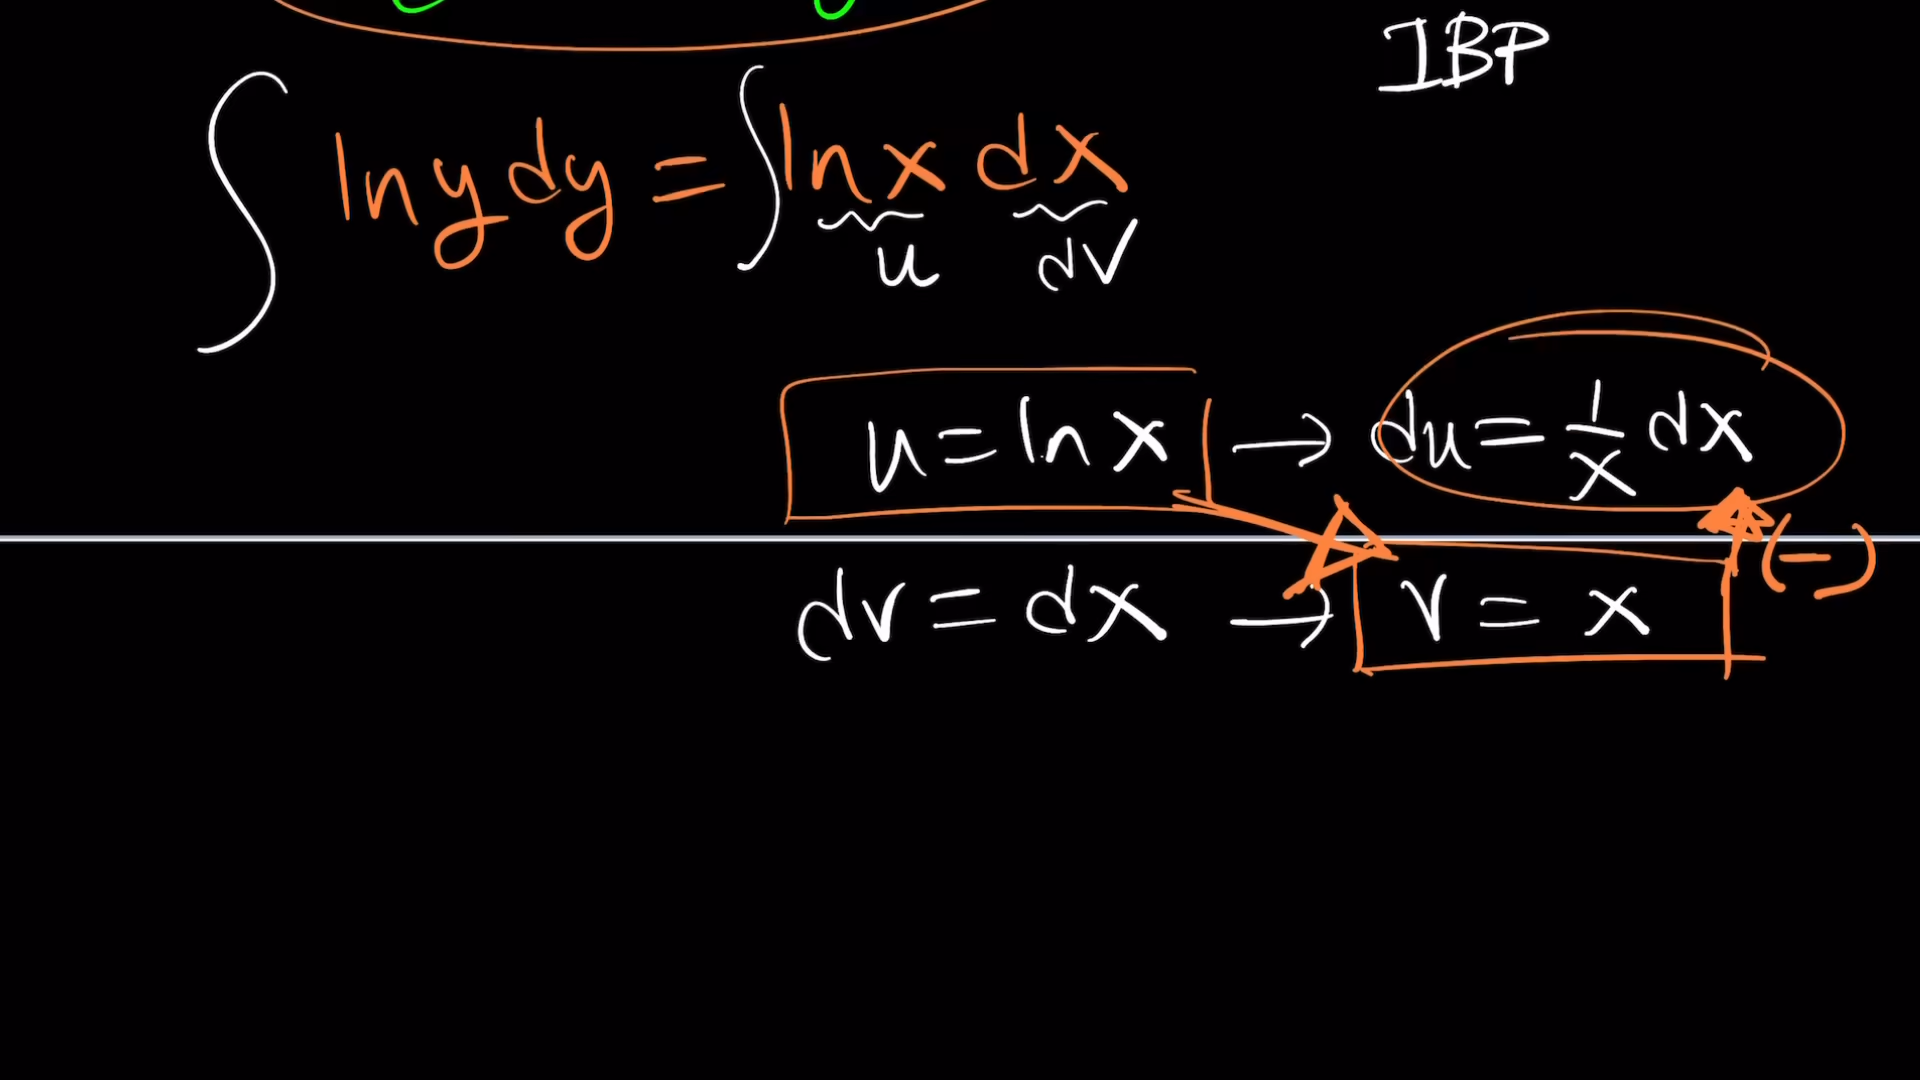 IBP
∫ ln y dy = ∫ ln x dx
u dv
u = ln x → du = 1/x dx
(-)
dv = dx → v = x